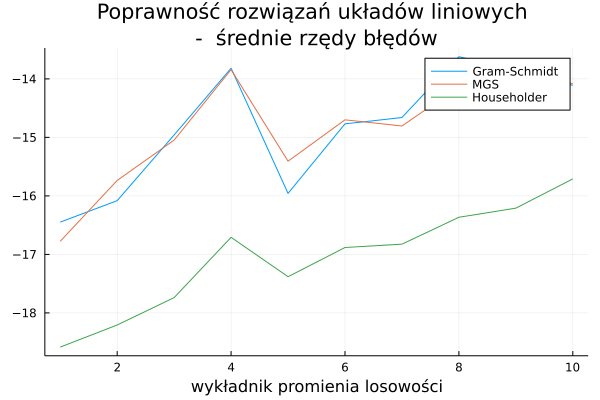 Poprawność rozwiązań układów liniowych
- średnie rzędy błędów
Gram-Schmidt
MGS
Householder
−14
−15
−16
−17
−18
2
4
6
8
10
wykładnik promienia losowości